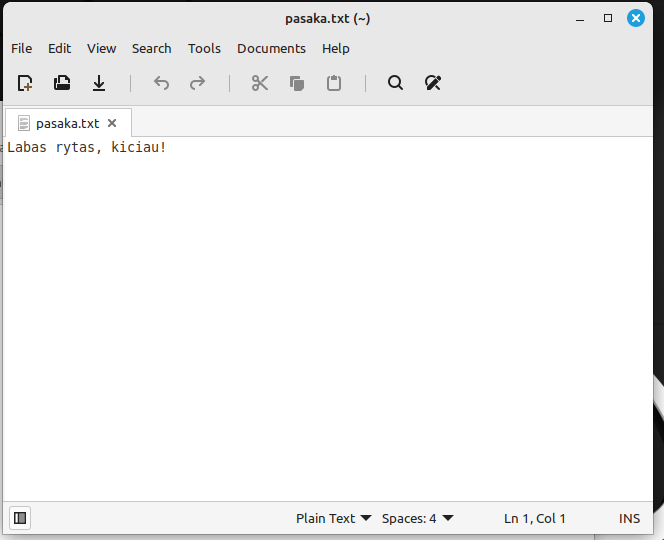 pasaka.txt (~)
File Edit View Search Tools Documents Help
pasaka.txt
Labas rytas, kiciau!
Plain Text Spaces: 4 Ln 1, Col 1 INS